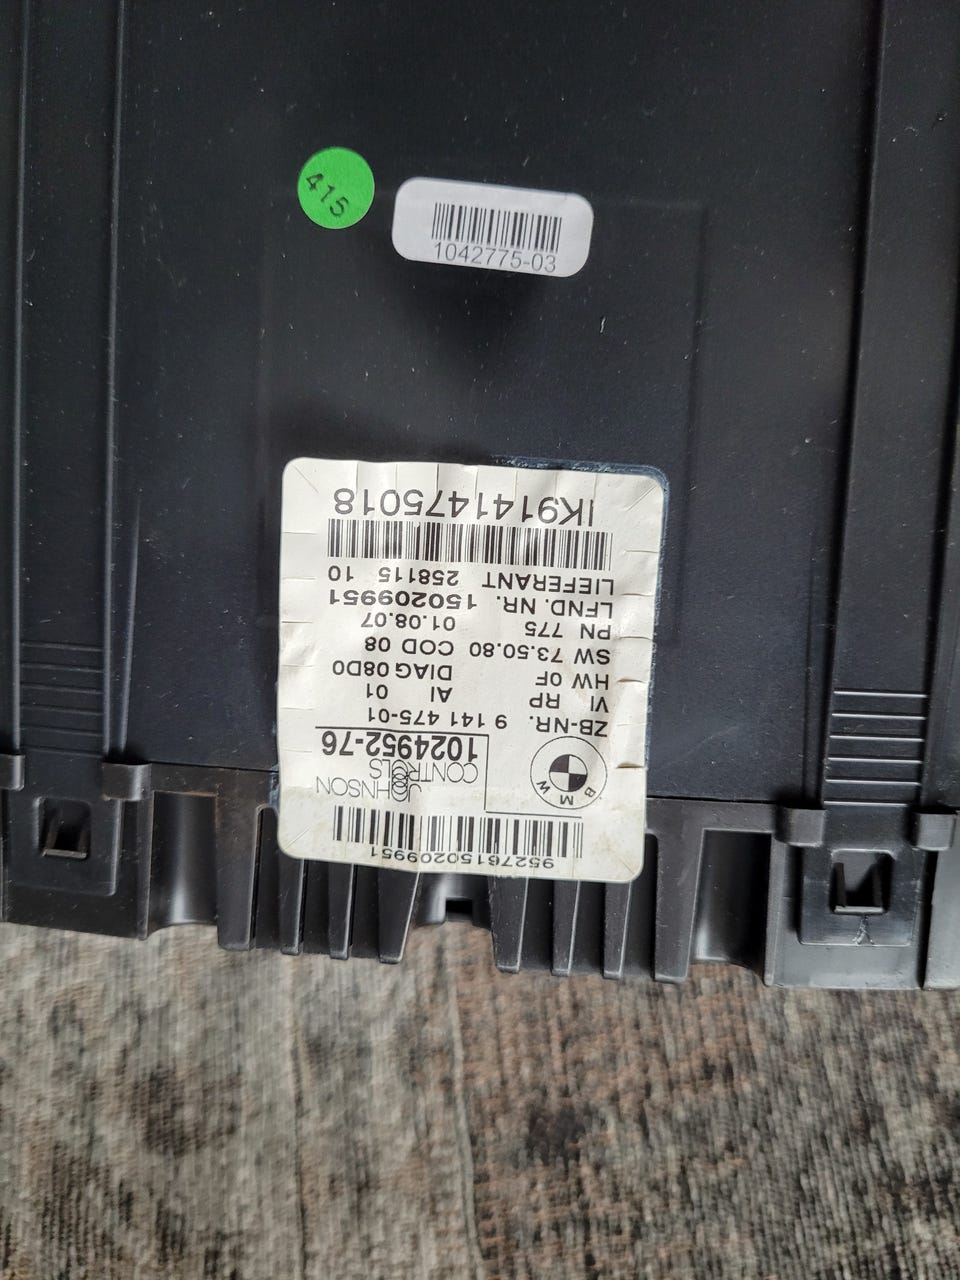 415
1042775-03
95276150209951
BMW
JOHNSON
CONTROLS
1024952-76
ZB-NR. 9 141 475-01
VI RP AI 01
HW 0F DIAG 08D0
SW 73.50.80 COD 08
PN 775 01.08.07
LFND. NR. 150209951
LIEFERANT 258115 10
IK9141475018